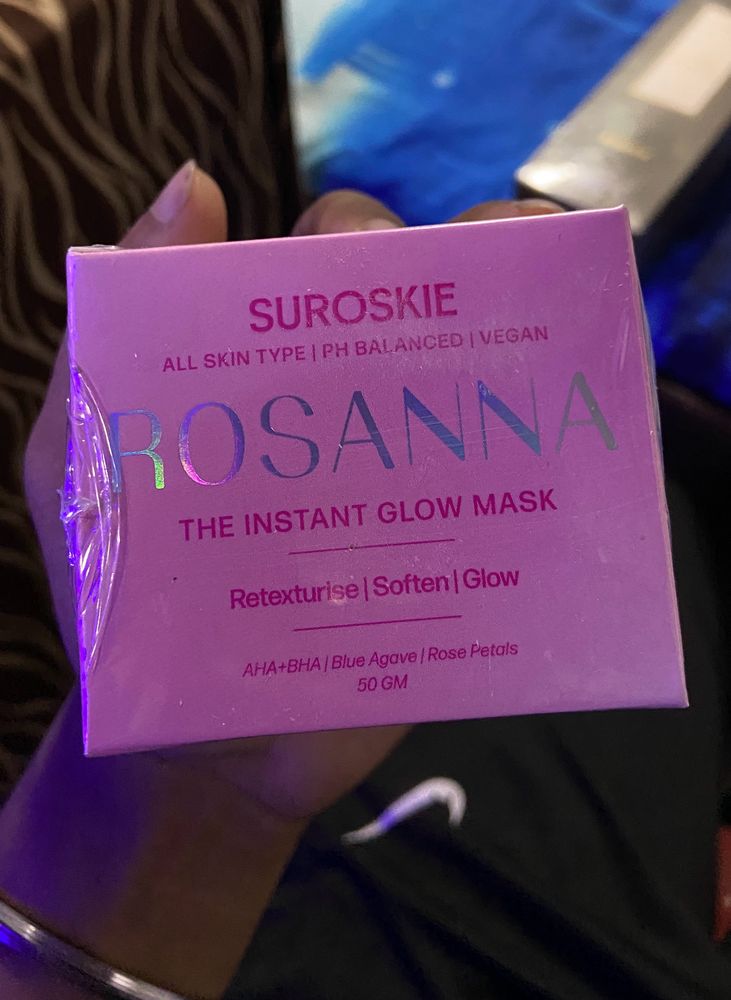 SUROSKIE
ALL SKIN TYPE | PH BALANCED | VEGAN
ROSANNA
THE INSTANT GLOW MASK
Retexturise | Soften | Glow
AHA+BHA | Blue Agave | Rose Petals
50 GM